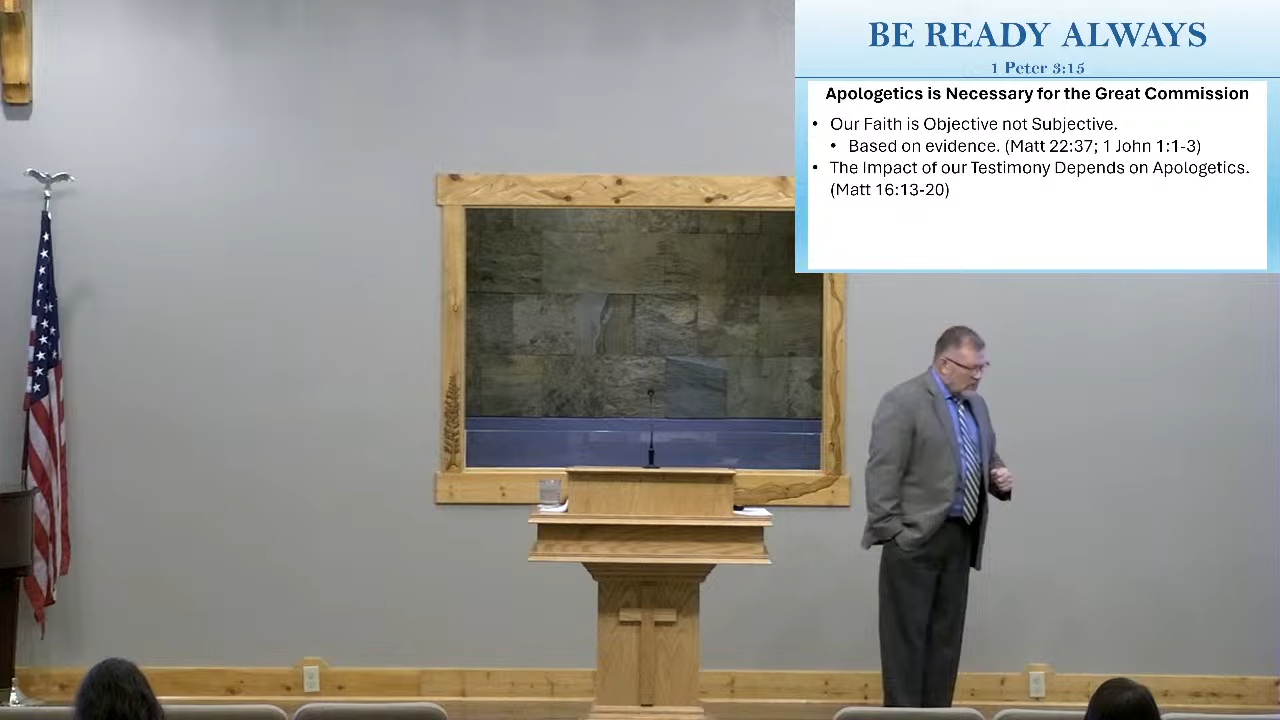 BE READY ALWAYS
1 Peter 3:15
Apologetics is Necessary for the Great Commission
• Our Faith is Objective not Subjective.
• Based on evidence. (Matt 22:37; 1 John 1:1-3)
• The Impact of our Testimony Depends on Apologetics.
(Matt 16:13-20)